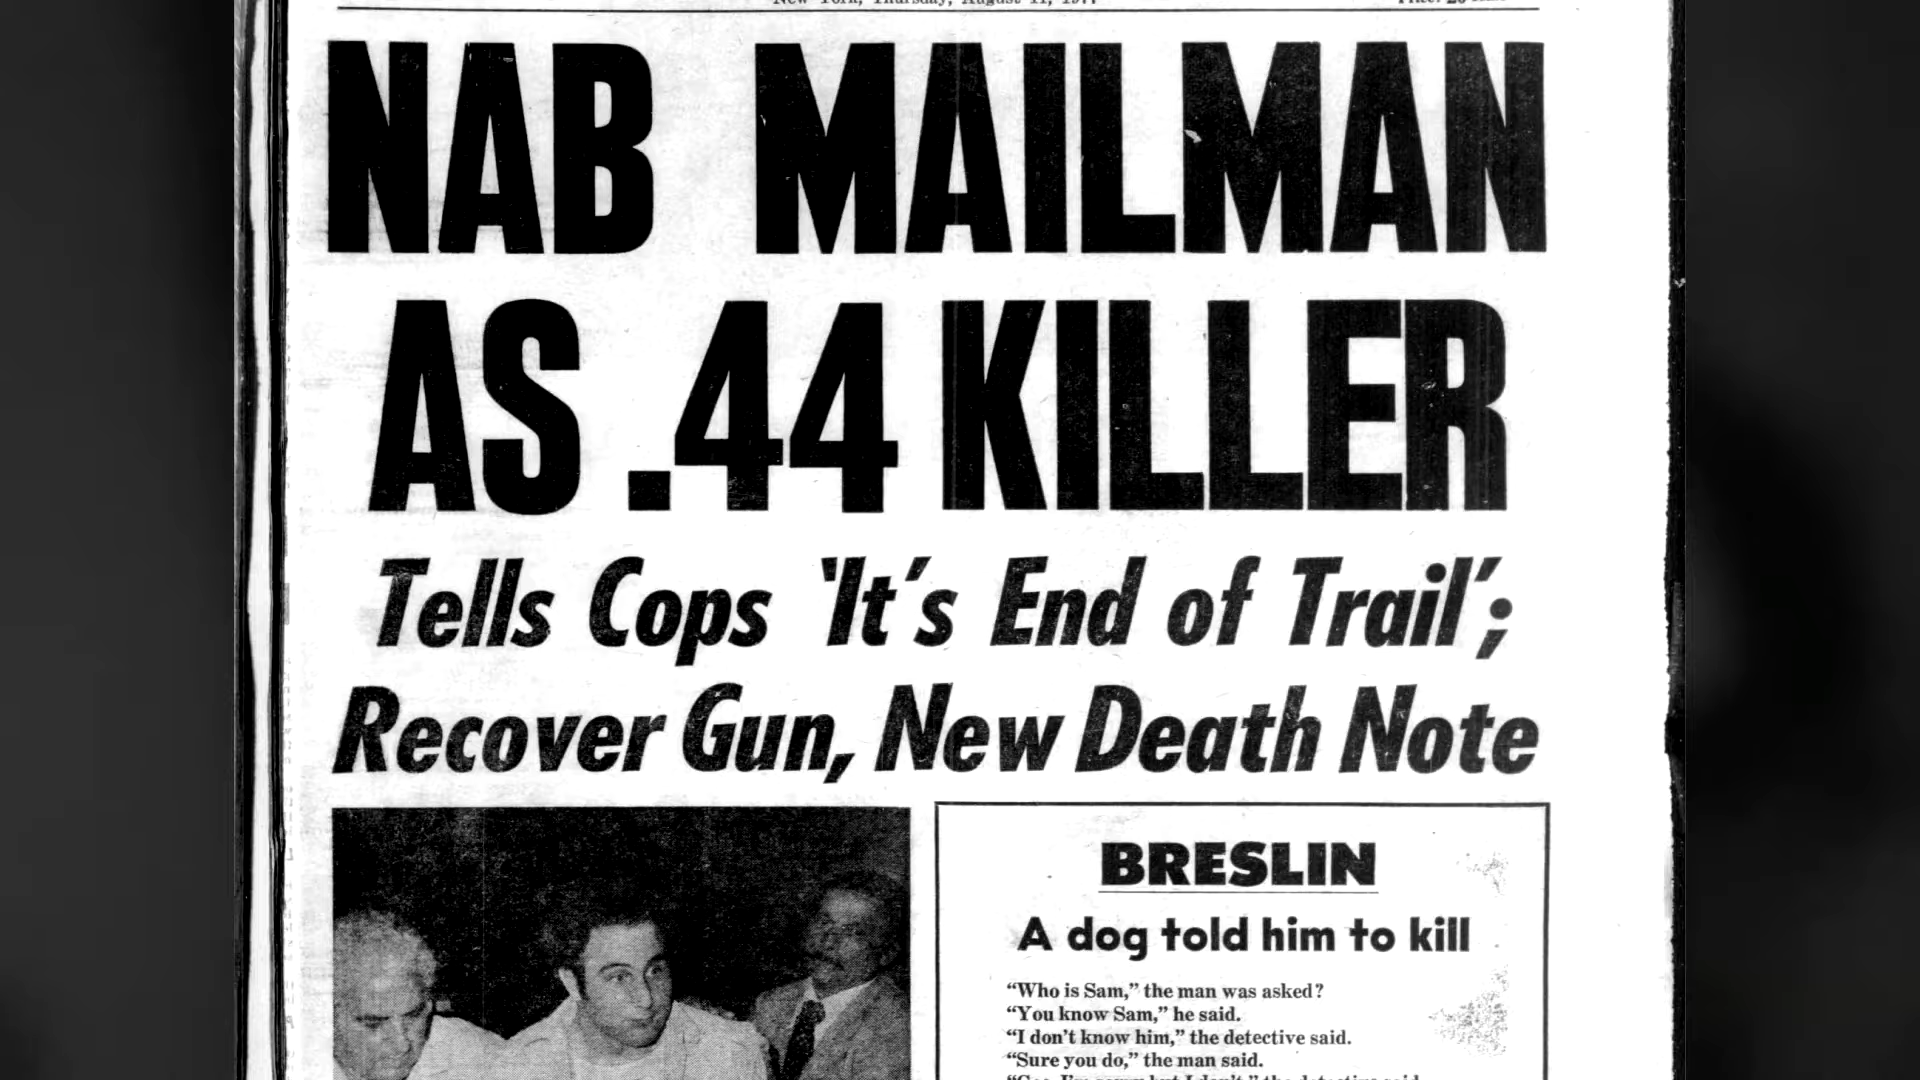 New York, Thursday, August 11, 1977
NAB MAILMAN
AS .44 KILLER
Tells Cops 'It's End of Trail';
Recover Gun, New Death Note
BRESLIN
A dog told him to kill
“Who is Sam,” the man was asked?
“You know Sam,” he said.
“I don't know him,” the detective said.
“Sure you do,” the man said.